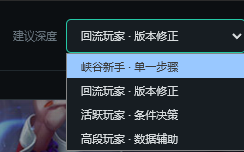 建议深度
回流玩家 · 版本修正
峡谷新手 · 单一步骤
回流玩家 · 版本修正
活跃玩家 · 条件决策
高段玩家 · 数据辅助